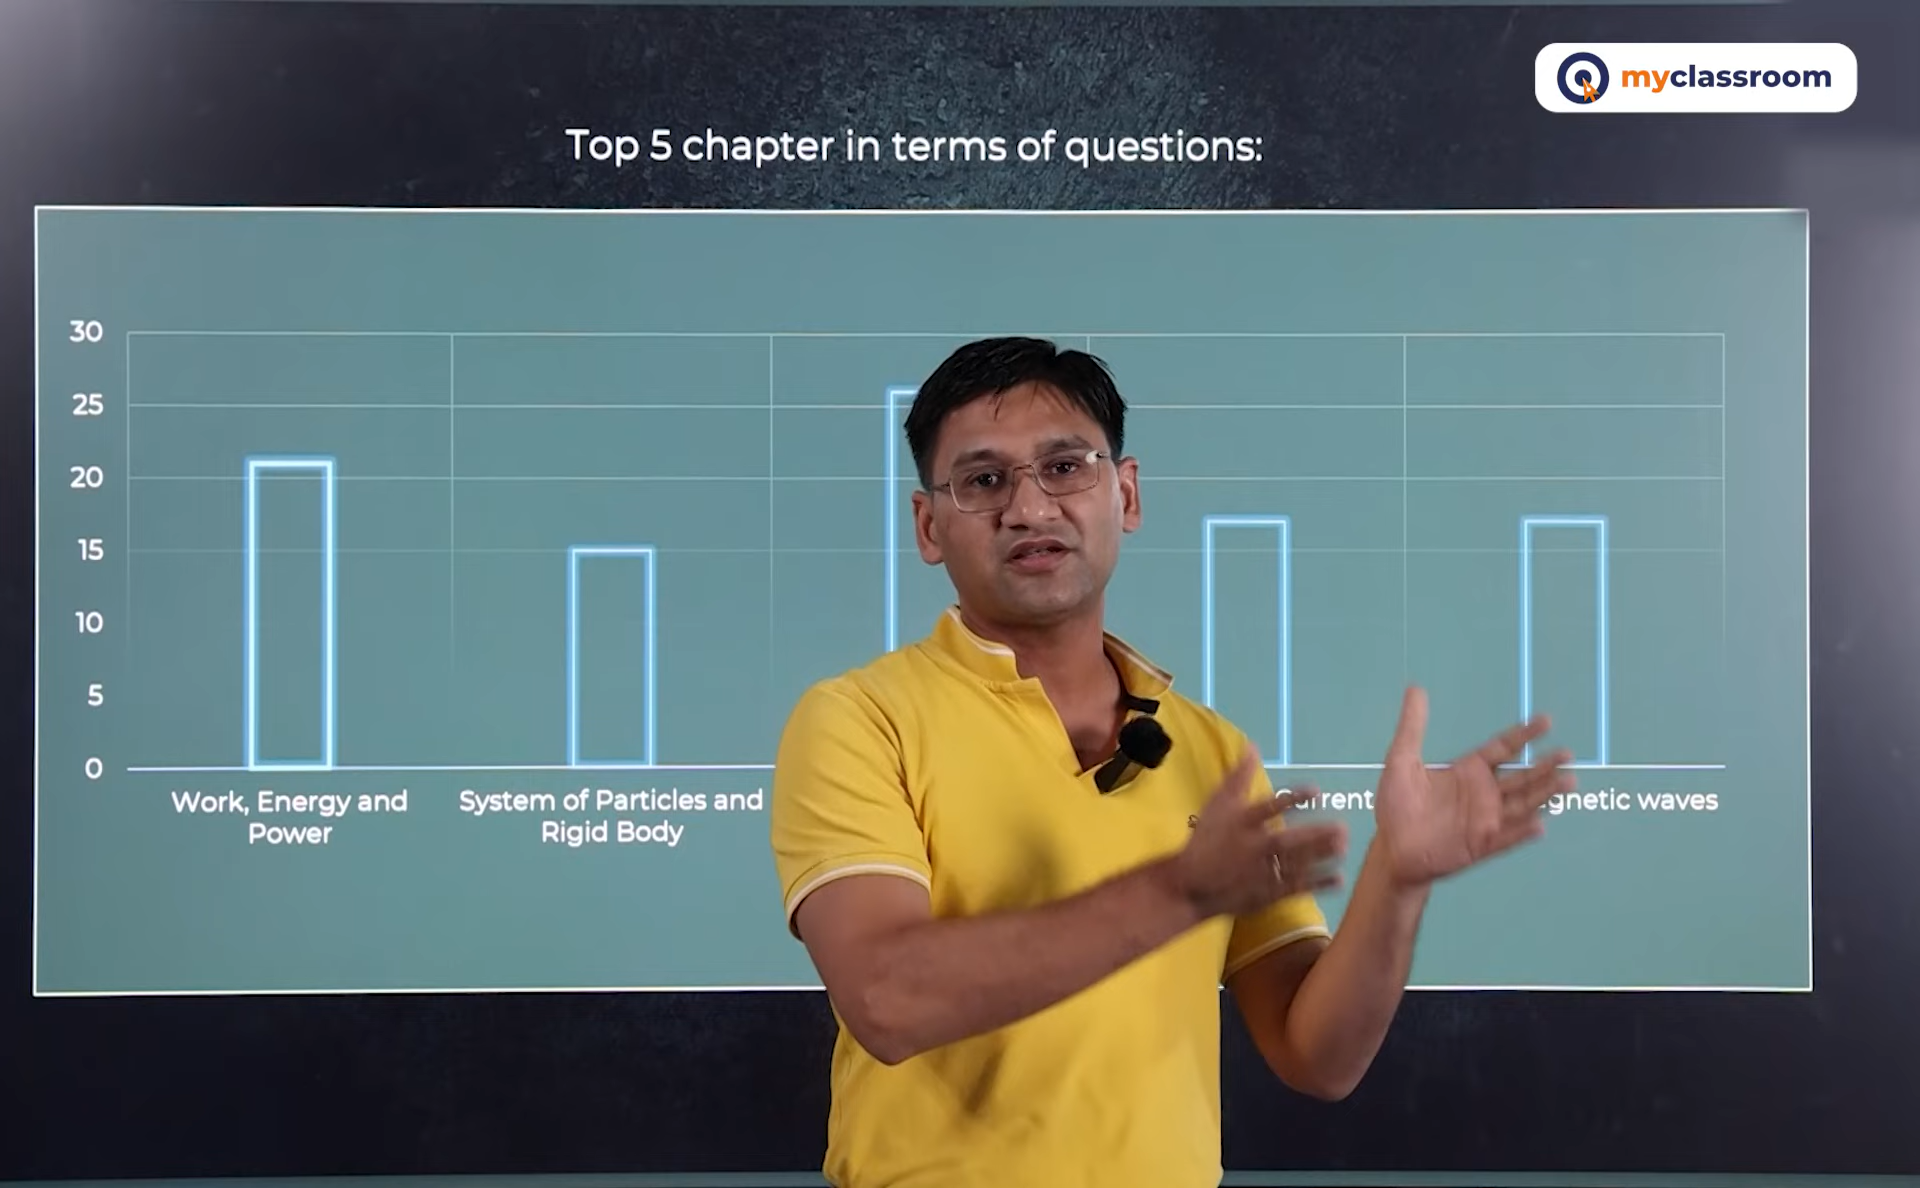 myclassroom
Top 5 chapter in terms of questions:
30
25
20
15
10
5
0
Work, Energy and
Power
System of Particles and
Rigid Body
Current